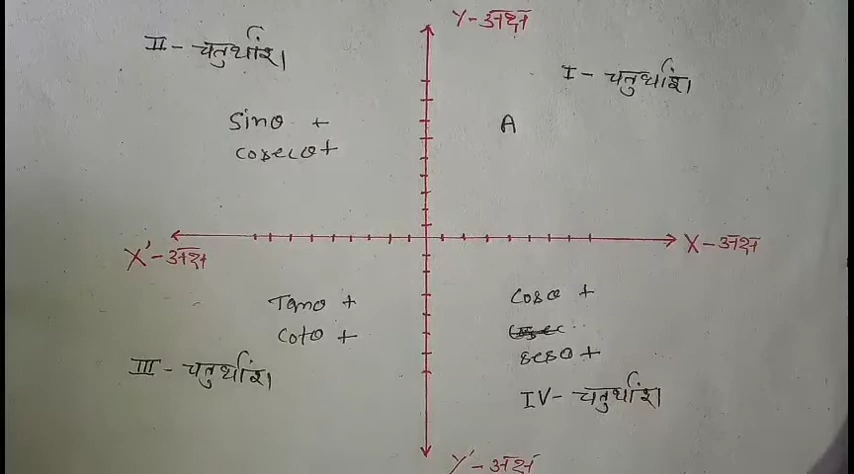 Y-अक्ष
II - चतुर्थांश।
I - चतुर्थांश।
sinθ +
cosecθ +
A
X'-अक्ष
X-अक्ष
Tanθ +
cotθ +
cosθ +
secθ +
III - चतुर्थांश।
IV - चतुर्थांश।
Y'-अक्ष